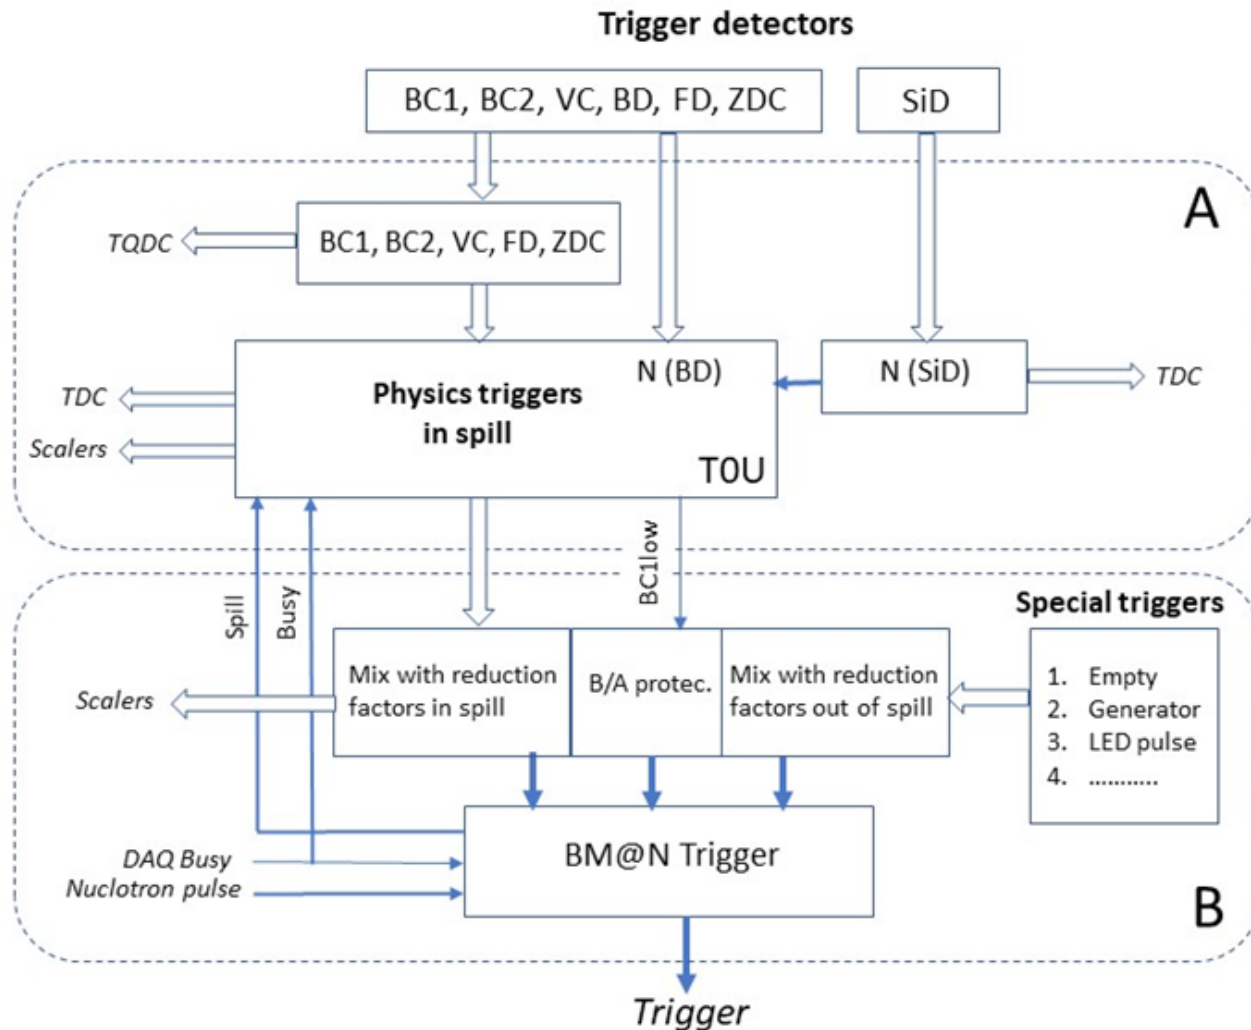 Trigger detectors
BC1, BC2, VC, BD, FD, ZDC
SiD
A
TQDC
BC1, BC2, VC, FD, ZDC
N (BD)
N (SiD)
TDC
Physics triggers
in spill
TDC
Scalers
T0U
Spill
Busy
BC1low
Special triggers
Mix with reduction
factors in spill
B/A protec.
Mix with reduction
factors out of spill
1. Empty
2. Generator
3. LED pulse
4. ...........
Scalers
BM@N Trigger
DAQ Busy
Nuclotron pulse
B
Trigger